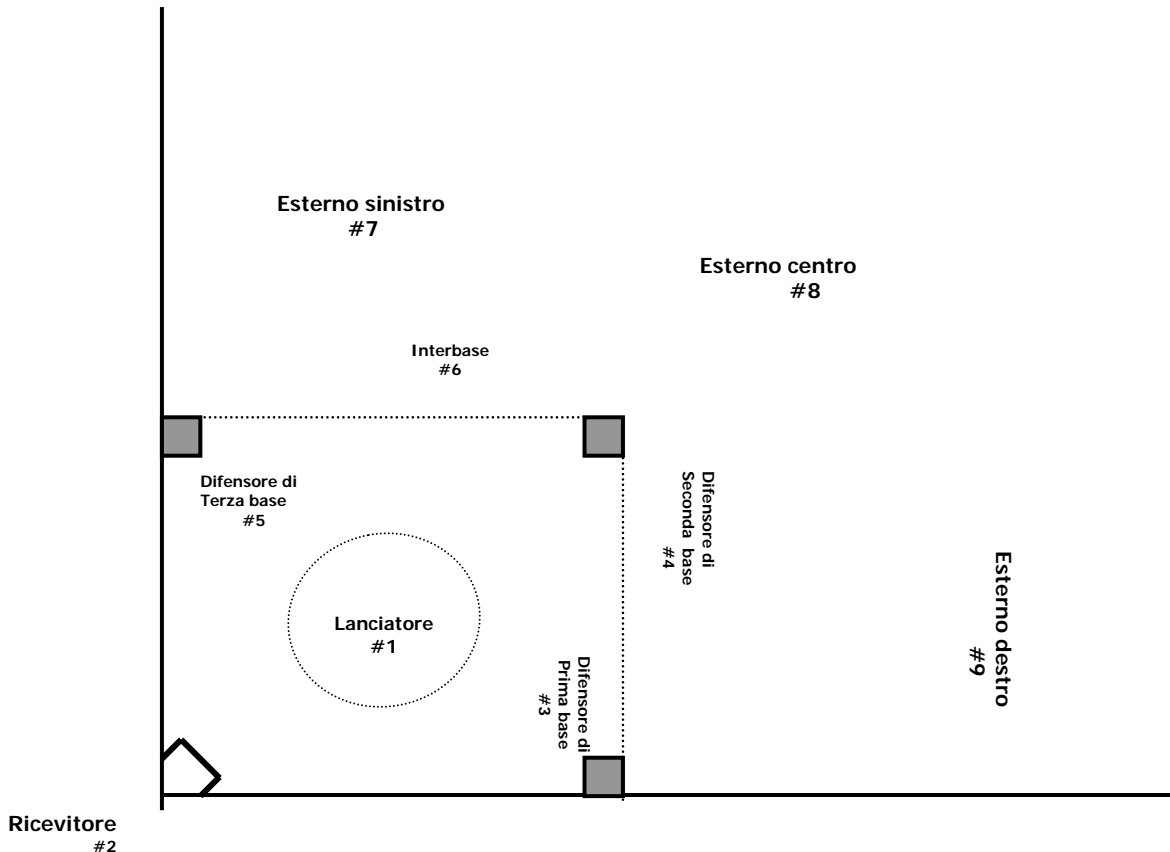 Esterno sinistro
#7
Esterno centro
#8
Interbase
#6
Difensore di
Terza base
#5
Difensore di
Seconda base
#4
Lanciatore
#1
Difensore di
Prima base
#3
Esterno destro
#9
Ricevitore
#2